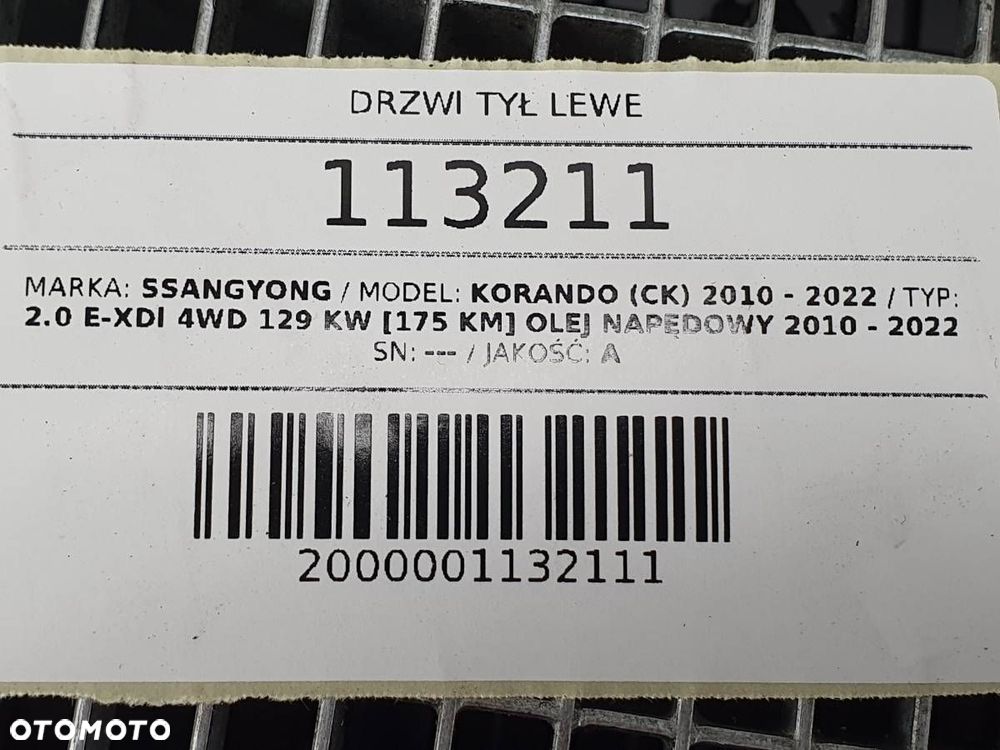 DRZWI TYŁ LEWE
113211
MARKA: SSANGYONG / MODEL: KORANDO (CK) 2010 - 2022 / TYP:
2.0 E-XDI 4WD 129 KW [175 KM] OLEJ NAPĘDOWY 2010 - 2022
SN: --- / JAKOŚĆ: A
2000001132111
OTOMOTO